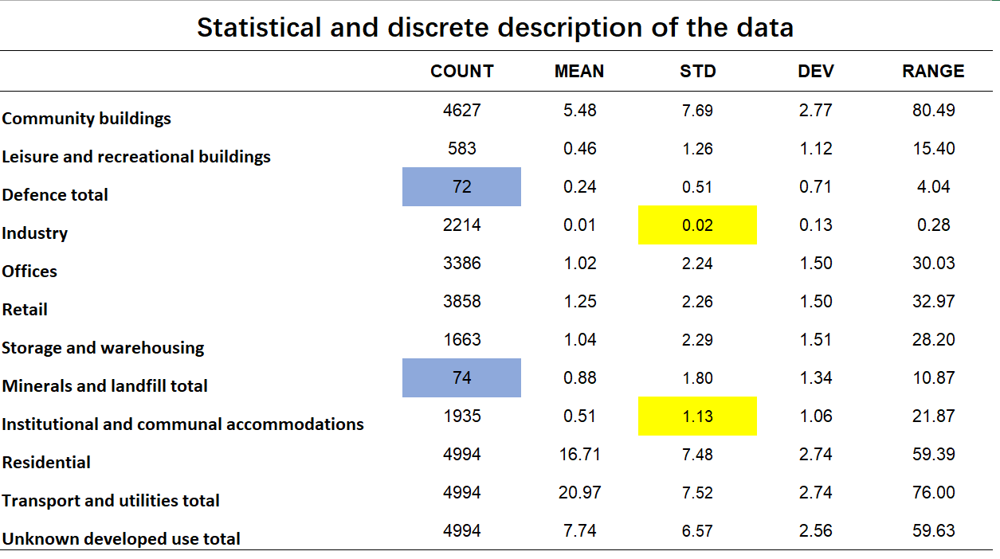 Statistical and discrete description of the data
COUNT MEAN STD DEV RANGE
Community buildings 4627 5.48 7.69 2.77 80.49
Leisure and recreational buildings 583 0.46 1.26 1.12 15.40
Defence total 72 0.24 0.51 0.71 4.04
Industry 2214 0.01 0.02 0.13 0.28
Offices 3386 1.02 2.24 1.50 30.03
Retail 3858 1.25 2.26 1.50 32.97
Storage and warehousing 1663 1.04 2.29 1.51 28.20
Minerals and landfill total 74 0.88 1.80 1.34 10.87
Institutional and communal accommodations 1935 0.51 1.13 1.06 21.87
Residential 4994 16.71 7.48 2.74 59.39
Transport and utilities total 4994 20.97 7.52 2.74 76.00
Unknown developed use total 4994 7.74 6.57 2.56 59.63